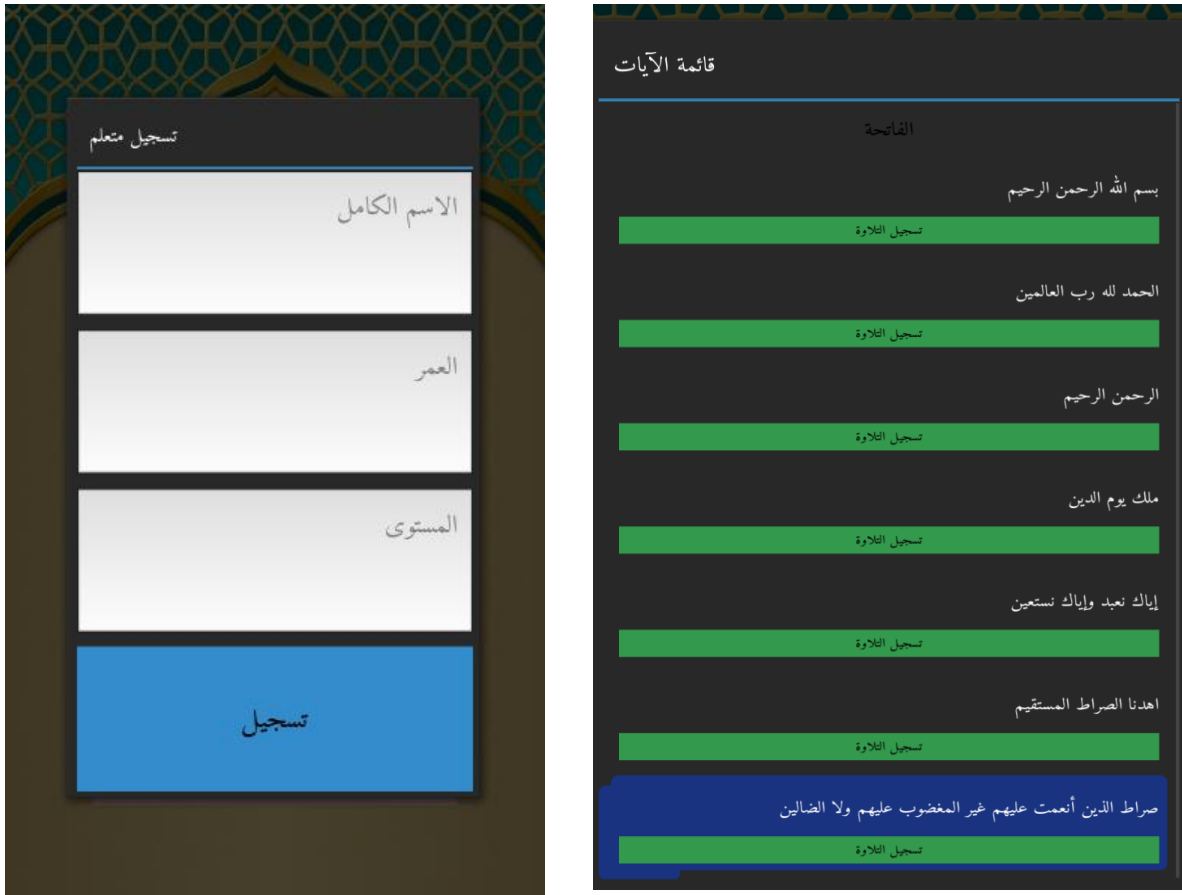 تسجيل متعلم
الاسم الكامل
العمر
المستوى
تسجيل
قائمة الآيات
الفاتحة
بسم الله الرحمن الرحيم
تسجيل التلاوة
الحمد لله رب العالمين
تسجيل التلاوة
الرحمن الرحيم
تسجيل التلاوة
ملك يوم الدين
تسجيل التلاوة
إياك نعبد وإياك نستعين
تسجيل التلاوة
اهدنا الصراط المستقيم
تسجيل التلاوة
صراط الذين أنعمت عليهم غير المغضوب عليهم ولا الضالين
تسجيل التلاوة